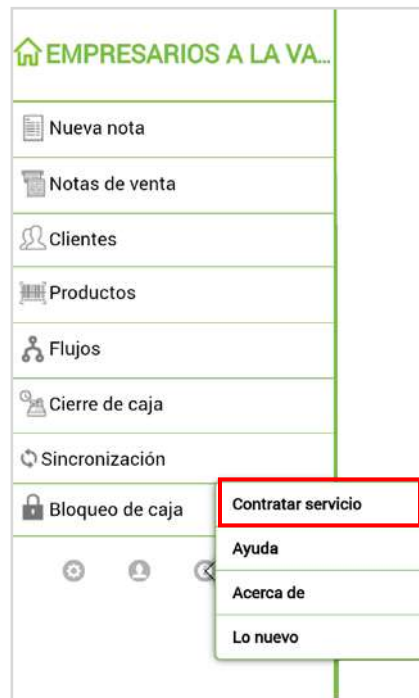 EMPRESARIOS A LA VA...
Nueva nota
Notas de venta
Clientes
Productos
Flujos
Cierre de caja
Sincronización
Bloqueo de caja
Contratar servicio
Ayuda
Acerca de
Lo nuevo